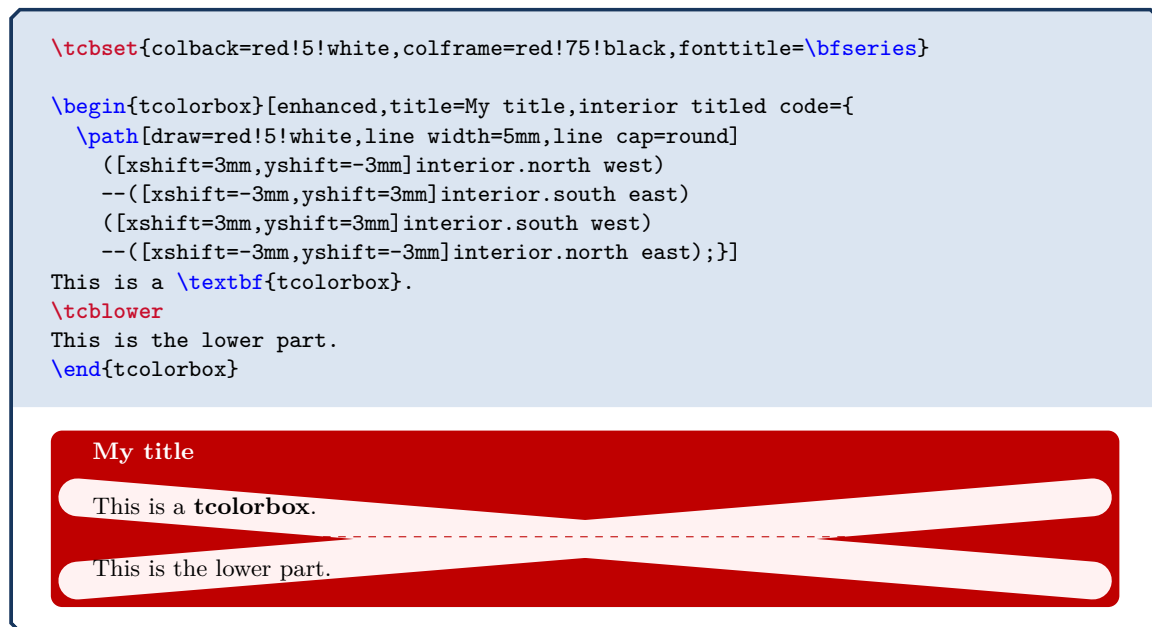 \tcbset{colback=red!5!white,colframe=red!75!black,fonttitle=\bfseries}

\begin{tcolorbox}[enhanced,title=My title,interior titled code={
  \path[draw=red!5!white,line width=5mm,line cap=round]
    ([xshift=3mm,yshift=-3mm]interior.north west)
    --([xshift=-3mm,yshift=3mm]interior.south east)
    ([xshift=3mm,yshift=3mm]interior.south west)
    --([xshift=-3mm,yshift=-3mm]interior.north east);}]
This is a \textbf{tcolorbox}.
\tcblower
This is the lower part.
\end{tcolorbox}
My title
This is a tcolorbox.
This is the lower part.